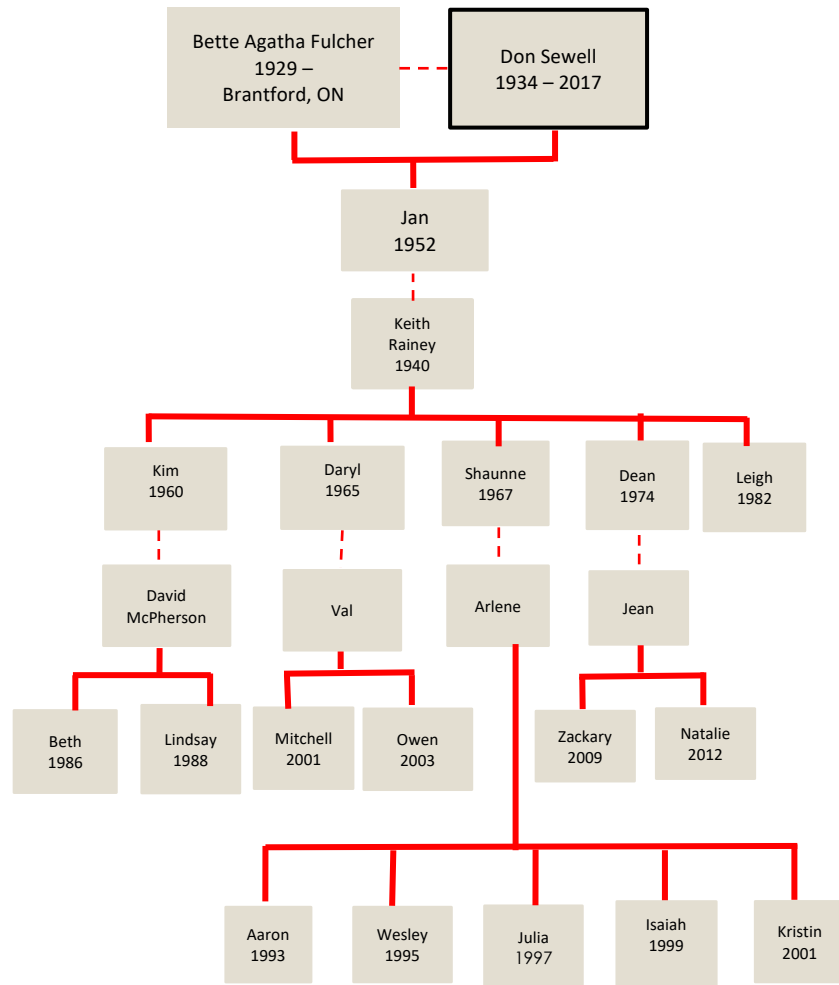 Bette Agatha Fulcher
1929 –
Brantford, ON
Don Sewell
1934 – 2017
Jan
1952
Keith
Rainey
1940
Kim
1960
Daryl
1965
Shaunne
1967
Dean
1974
Leigh
1982
David
McPherson
Val
Arlene
Jean
Beth
1986
Lindsay
1988
Mitchell
2001
Owen
2003
Zackary
2009
Natalie
2012
Aaron
1993
Wesley
1995
Julia
1997
Isaiah
1999
Kristin
2001